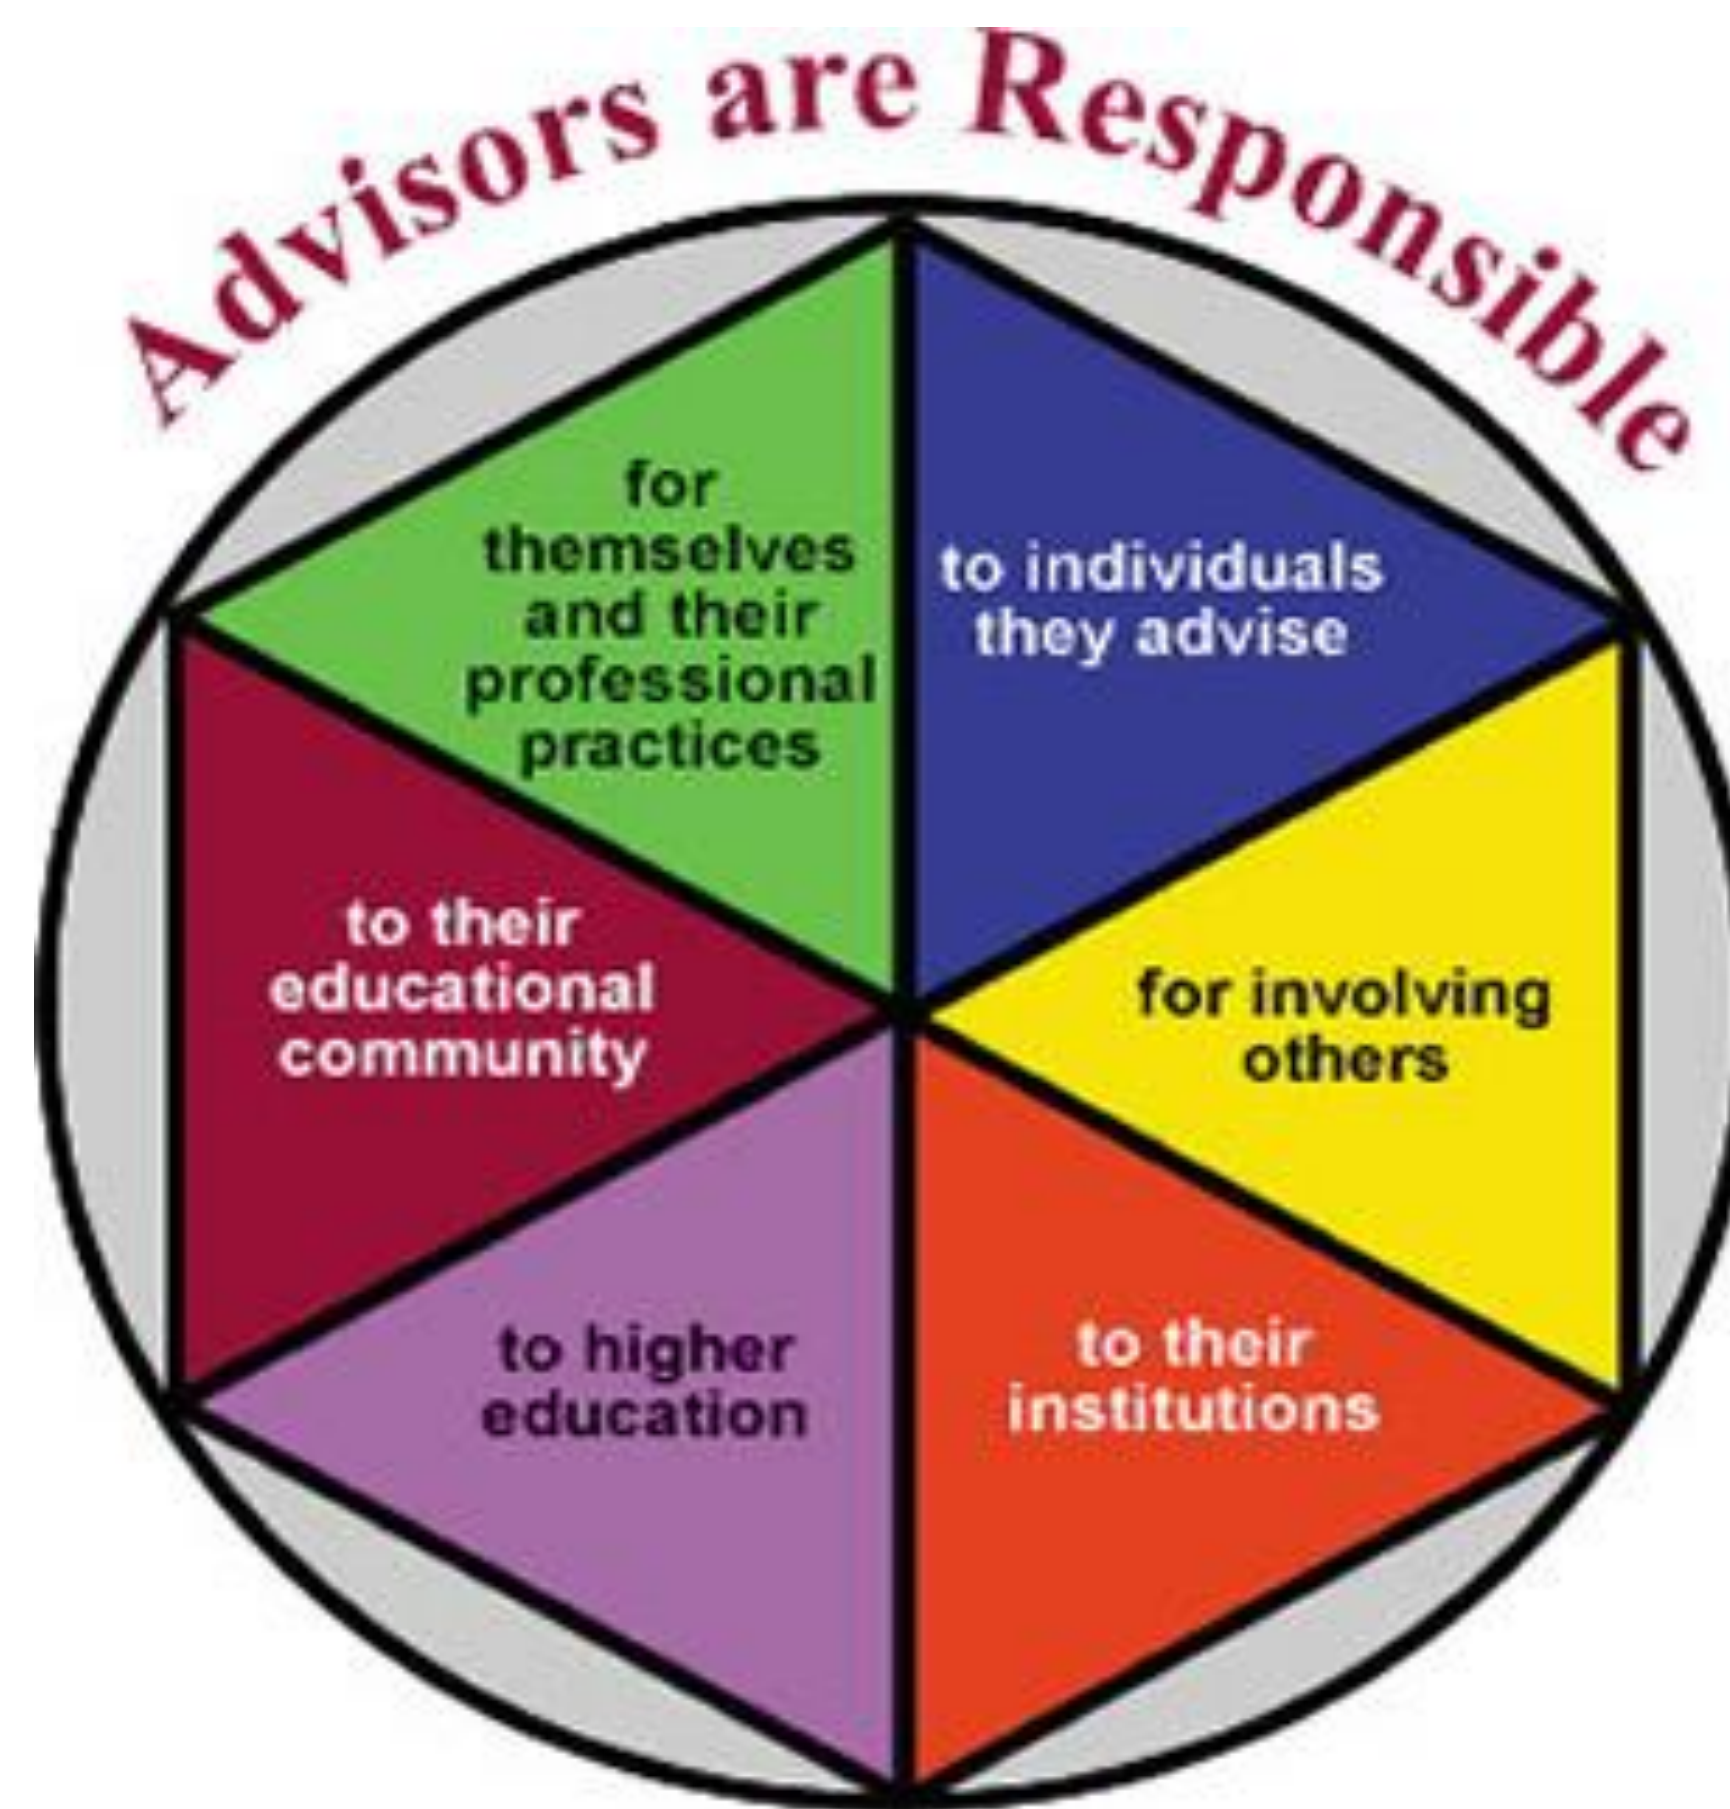 Advisors are Responsible
for
themselves
and their
professional
practices
to individuals
they advise
to their
educational
community
for involving
others
to higher
education
to their
institutions